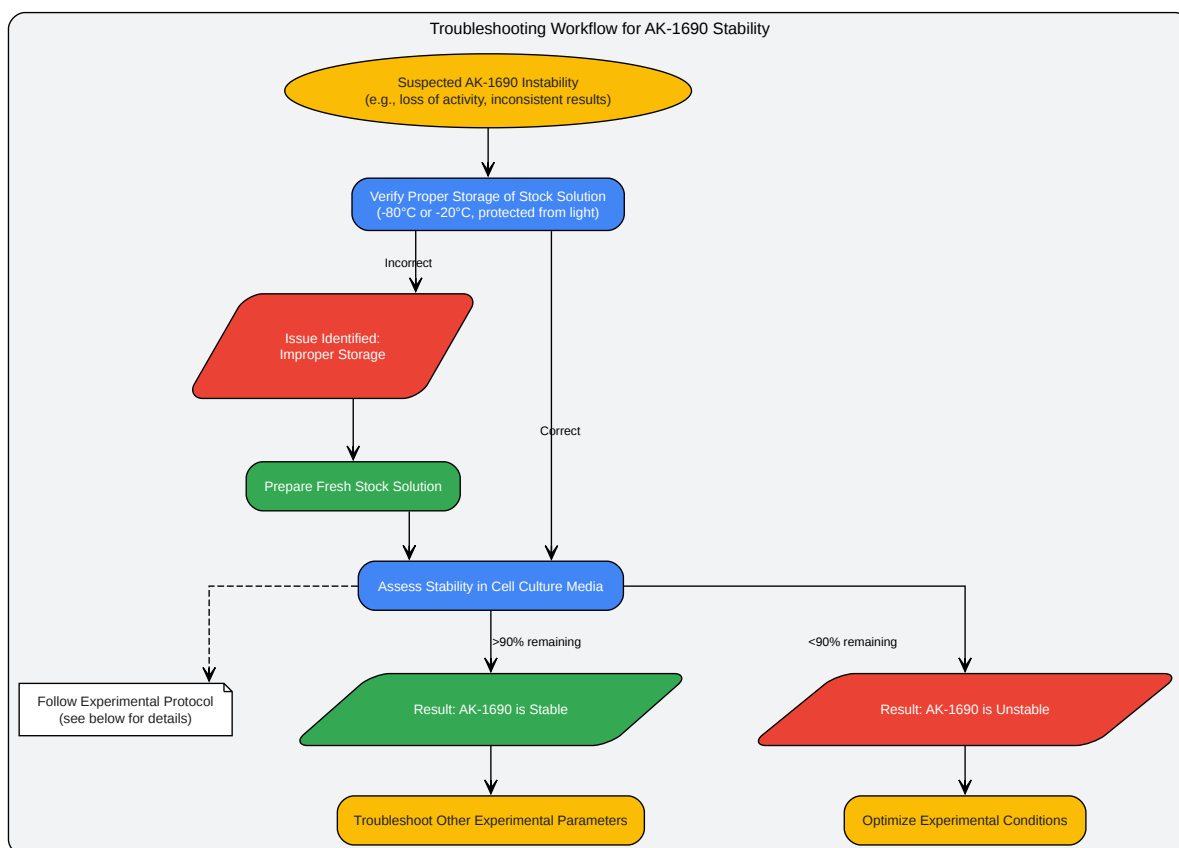 Troubleshooting Workflow for AK-1690 Stability
Suspected AK-1690 Instability
(e.g., loss of activity, inconsistent results)
Verify Proper Storage of Stock Solution
(-80°C or -20°C, protected from light)
Incorrect
Issue Identified:
Improper Storage
Correct
Prepare Fresh Stock Solution
Assess Stability in Cell Culture Media
>90% remaining
<90% remaining
Follow Experimental Protocol
(see below for details)
Result: AK-1690 is Stable
Result: AK-1690 is Unstable
Troubleshoot Other Experimental Parameters
Optimize Experimental Conditions